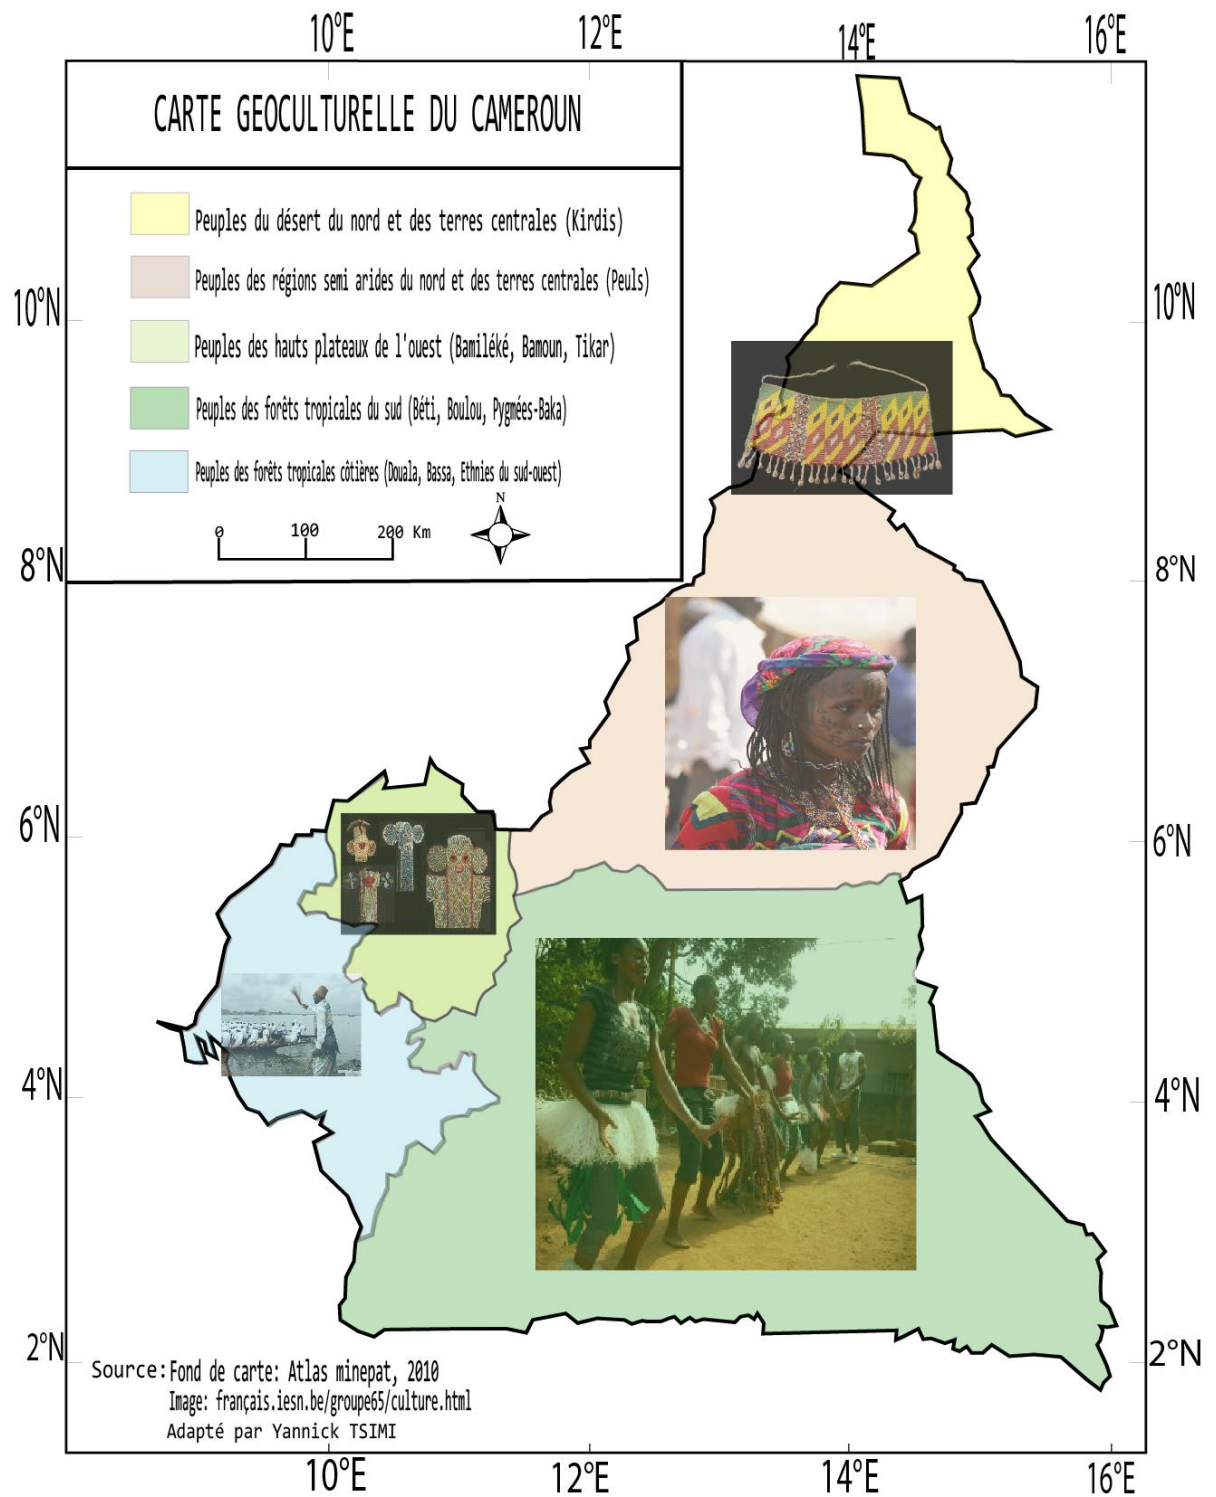 10°E 12°E 14°E 16°E
CARTE GEOCULTURELLE DU CAMEROUN
Peuples du désert du nord et des terres centrales (Kirdis)
Peuples des régions semi arides du nord et des terres centrales (Peuls)
10°N 10°N
Peuples des hauts plateaux de l'ouest (Bamiléké, Bamoun, Tikar)
Peuples des forêts tropicales du sud (Béti, Boulou, Pygmées-Baka)
Peuples des forêts tropicales côtières (Douala, Bassa, Ethnies du sud-ouest)
N
0 100 200 Km
8°N 8°N
6°N 6°N
4°N 4°N
2°N 2°N
Source: Fond de carte: Atlas minepat, 2010
Image: français.iesn.be/groupe65/culture.html
Adapté par Yannick TSIMI
10°E 12°E 14°E 16°E